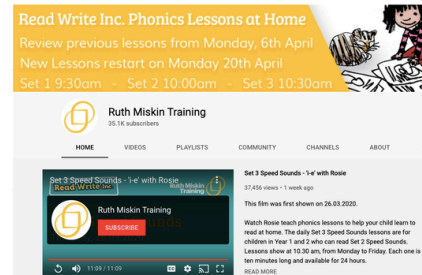 Read Write Inc. Phonics Lessons at Home
Review previous lessons from Monday, 6th April
New Lessons restart on Monday 20th April
Set 1 9:30am - Set 2 10:00am - Set 3 10:30am
Ruth Miskin Training
35.1K subscribers
HOME VIDEOS PLAYLISTS COMMUNITY CHANNELS ABOUT
Set 3 Speed Sounds - 'i-e' with Rosie
Read Write Inc.
Ruth Miskin
Training
Ruth Miskin Training
SUBSCRIBE
11:09 / 11:09
Set 3 Speed Sounds - 'i-e' with Rosie
37,456 views • 1 week ago
This film was first shown on 26.03.2020.
Watch Rosie teach phonics lessons to help your child learn to
read at home. The daily Set 3 Speed Sounds lessons are for
children in Year 1 and 2 who can read Set 2 Speed Sounds.
Lessons show at 10.30 am, from Monday to Friday. Each one is
ten minutes long and available for 24 hours.
READ MORE